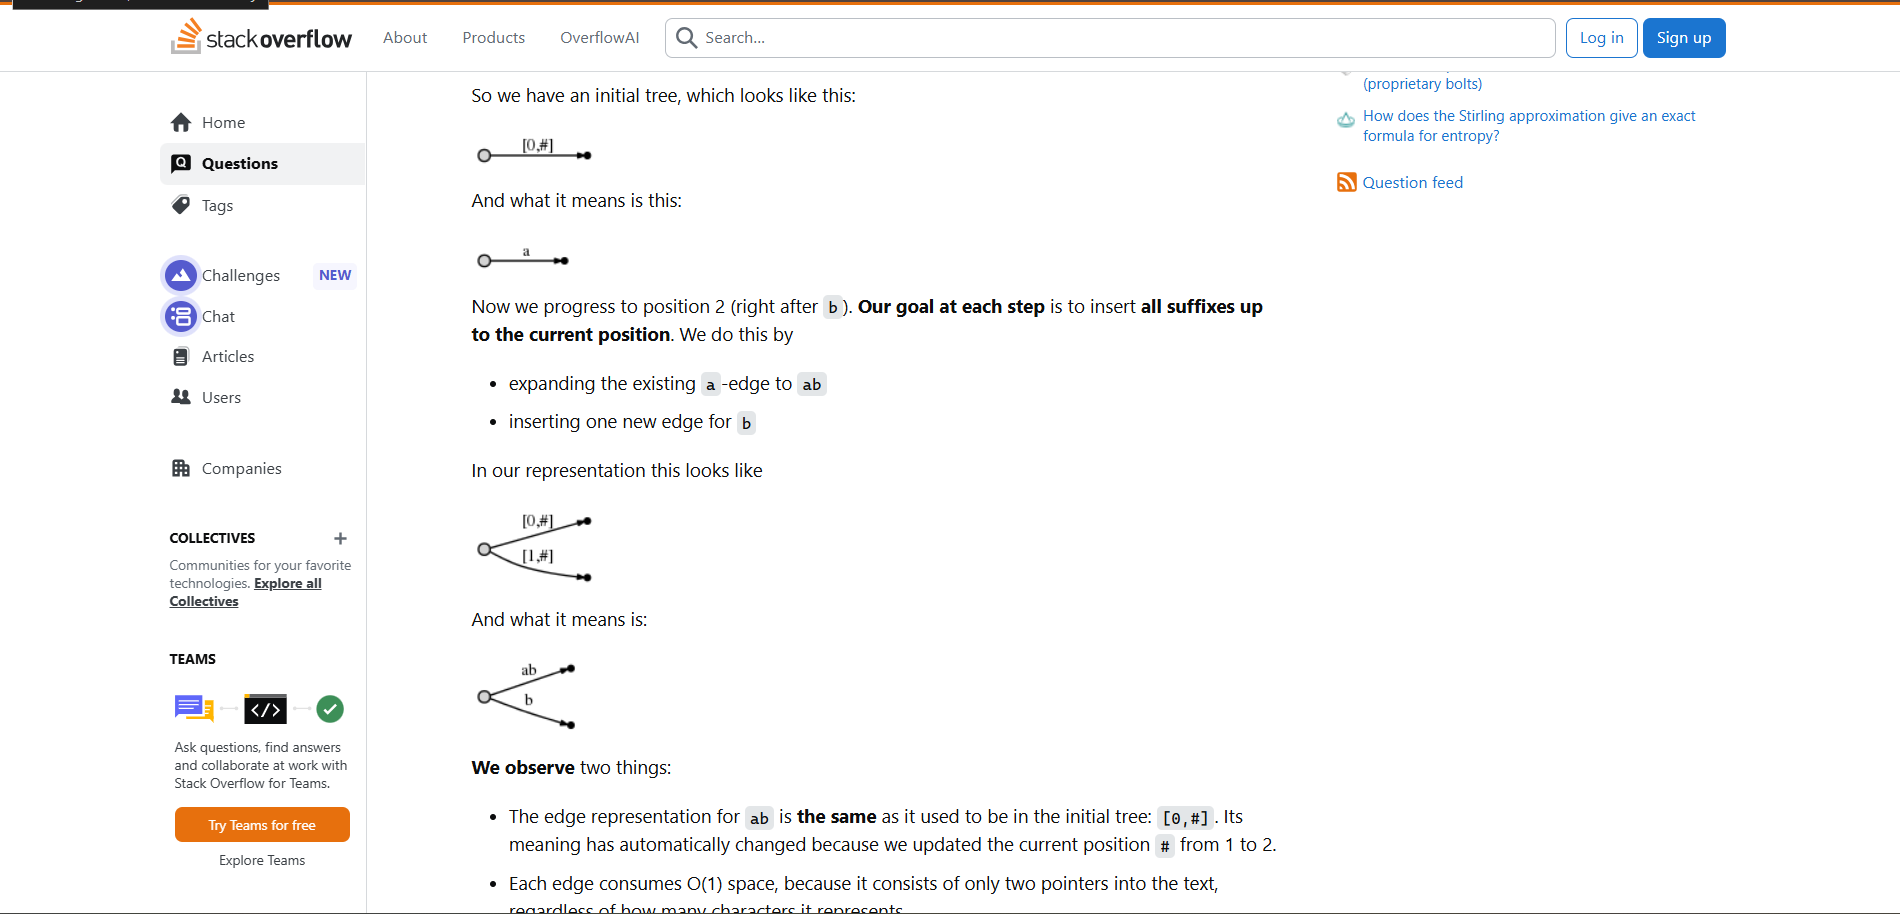 stackoverflow
About
Products
OverflowAI
Search...
Log in
Sign up
Home
Questions
Tags
Challenges
NEW
Chat
Articles
Users
Companies
COLLECTIVES
Communities for your favorite
technologies. Explore all
Collectives
TEAMS
Ask questions, find answers
and collaborate at work with
Stack Overflow for Teams.
Try Teams for free
Explore Teams
So we have an initial tree, which looks like this:
[0,#]
And what it means is this:
a
Now we progress to position 2 (right after b). Our goal at each step is to insert all suffixes up
to the current position. We do this by
• expanding the existing a-edge to ab
• inserting one new edge for b
In our representation this looks like
[0,#]
[1,#]
And what it means is:
ab
b
We observe two things:
• The edge representation for ab is the same as it used to be in the initial tree: [0,#]. Its
meaning has automatically changed because we updated the current position # from 1 to 2.
• Each edge consumes O(1) space, because it consists of only two pointers into the text,
regardless of how many characters it represents.
(proprietary bolts)
How does the Stirling approximation give an exact
formula for entropy?
Question feed